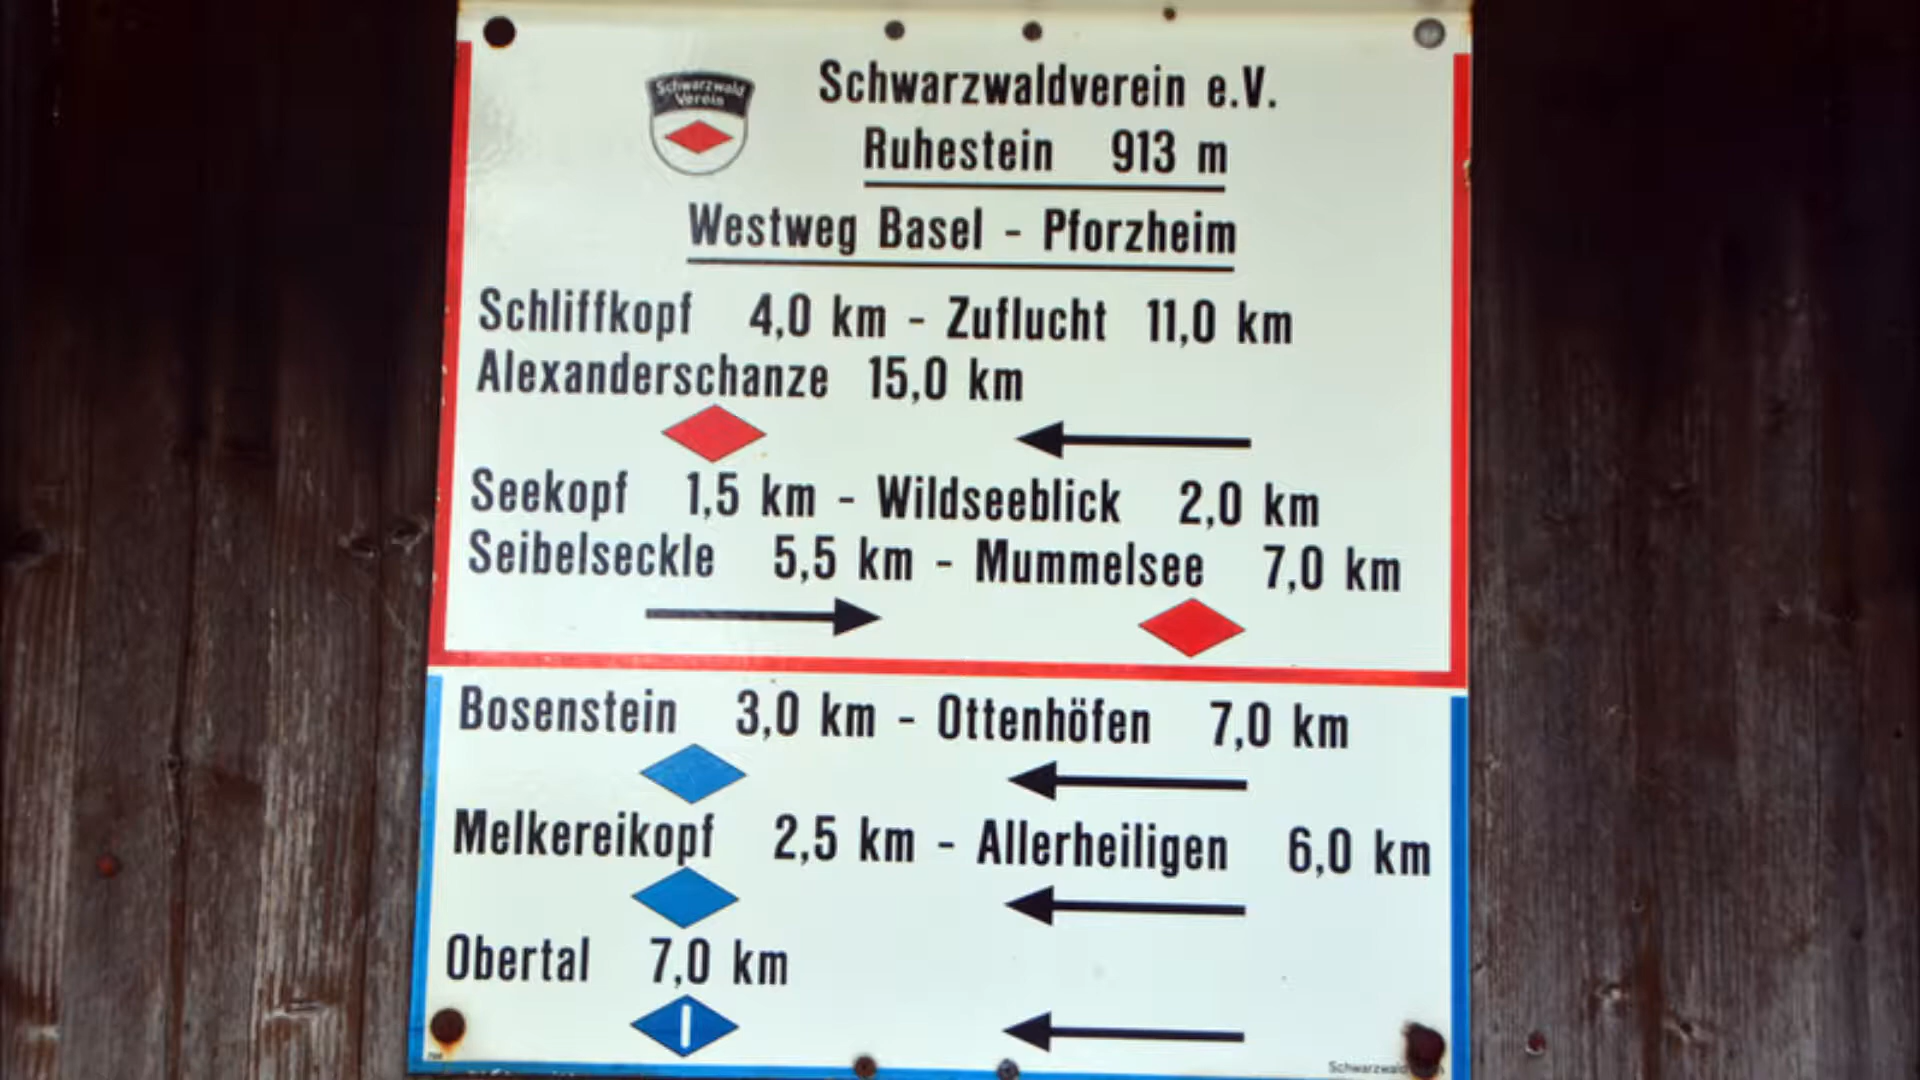 Schwarzwald
Verein
Schwarzwaldverein e.V.
Ruhestein 913 m
Westweg Basel - Pforzheim
Schliffkopf 4,0 km - Zuflucht 11,0 km
Alexanderschanze 15,0 km
Seekopf 1,5 km - Wildseeblick 2,0 km
Seibelseckle 5,5 km - Mummelsee 7,0 km
Bosenstein 3,0 km - Ottenhöfen 7,0 km
Melkereikopf 2,5 km - Allerheiligen 6,0 km
Obertal 7,0 km